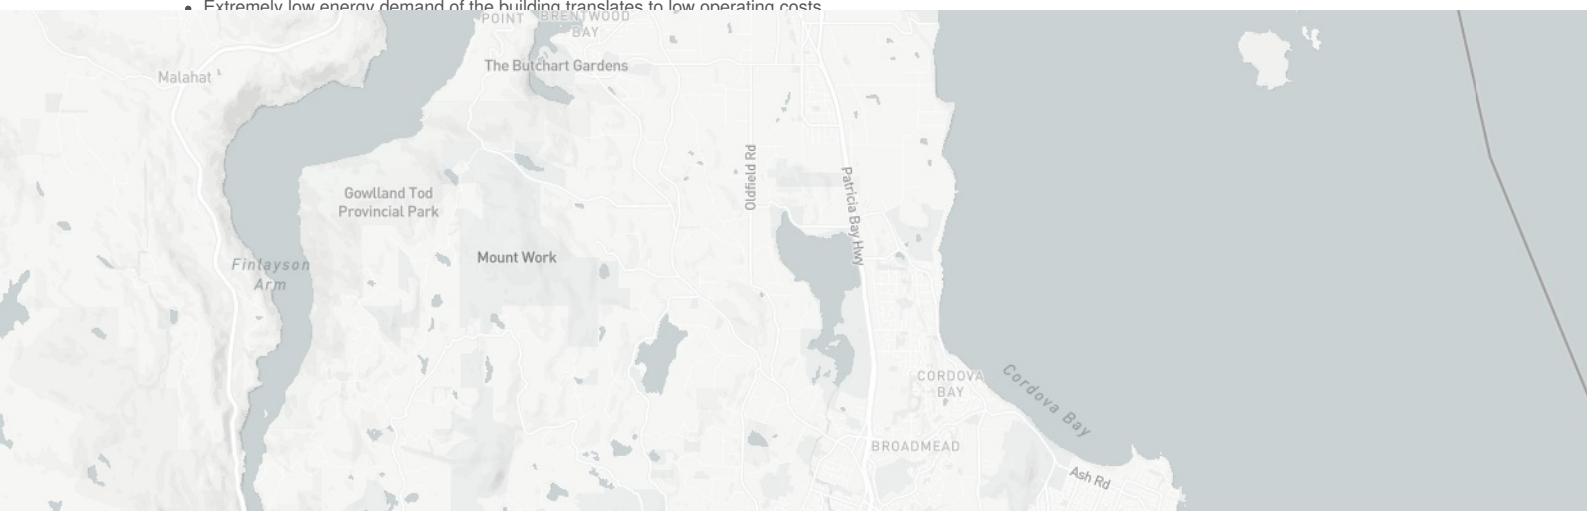 • Extremely low energy demand of the building translates to low operating costs
POINT
BRENTWOOD
BAY
The Butchart Gardens
Malahat
Oldfield Rd
Patricia Bay Hwy
Gowlland Tod
Provincial Park
Mount Work
Finlayson
Arm
CORDOVA
BAY
Cordova Bay
BROADMEAD
Ash Rd